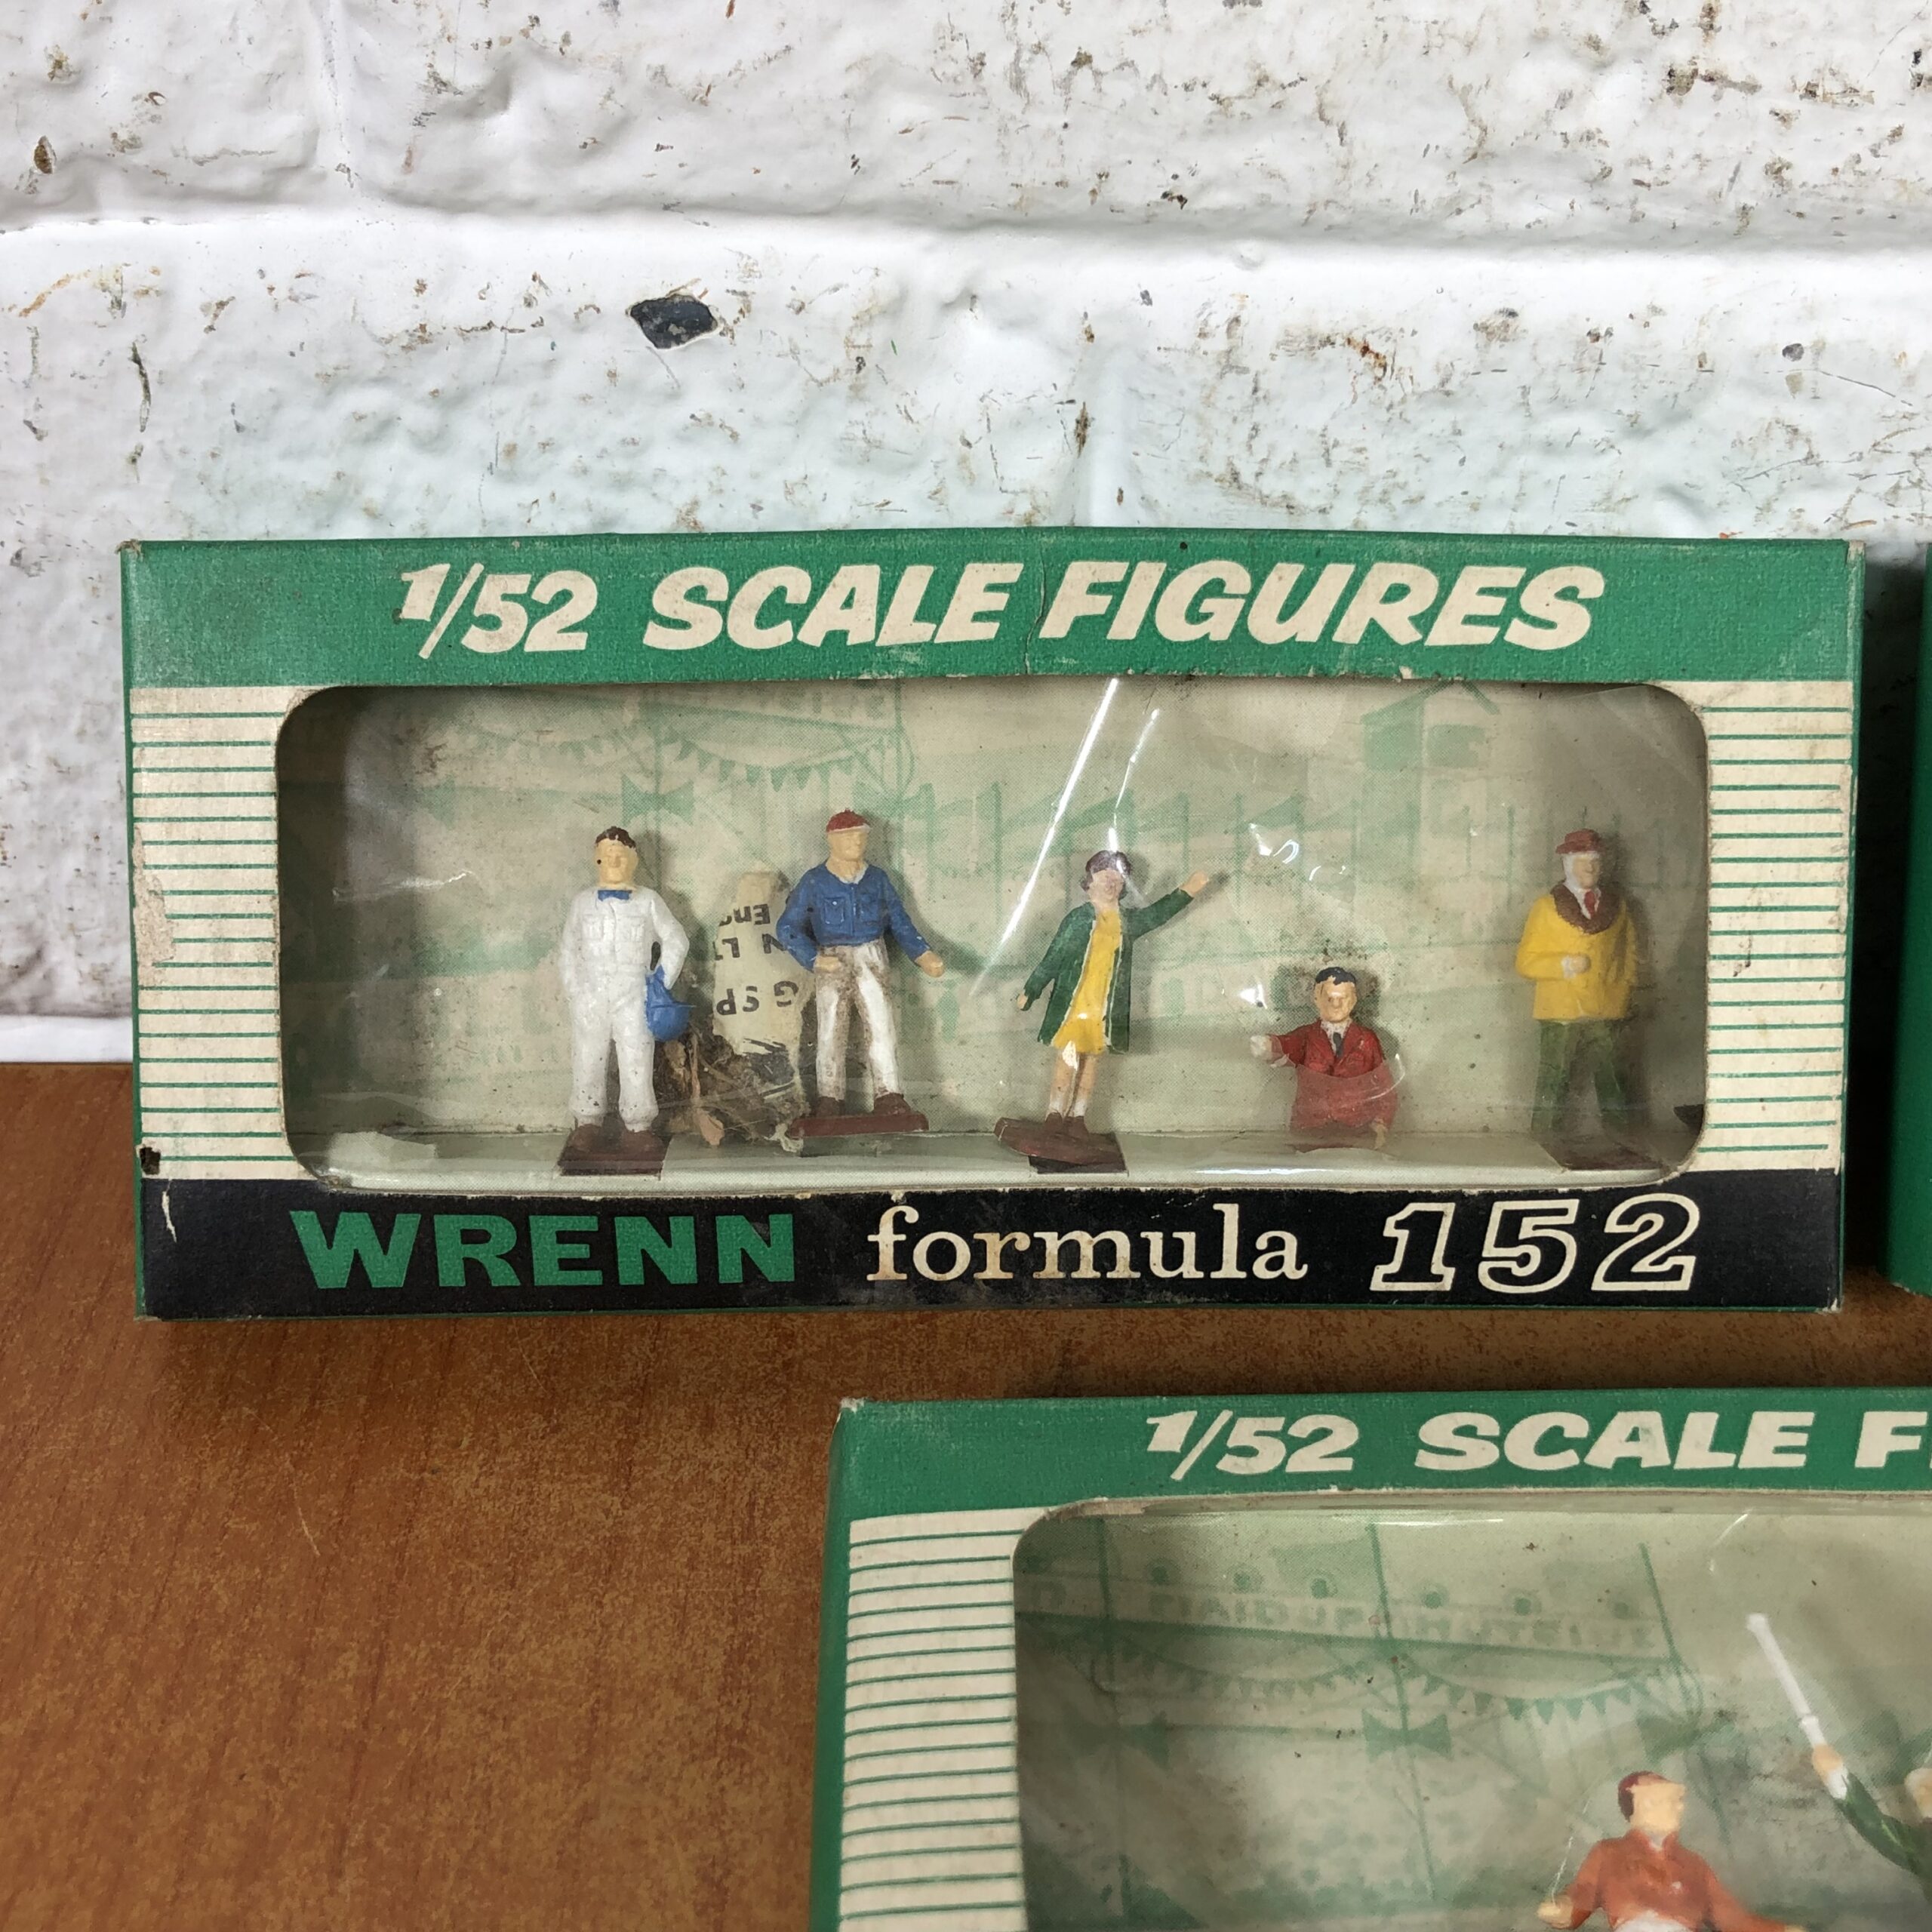 1/52 SCALE FIGURES
WRENN formula 152
1/52 SCALE